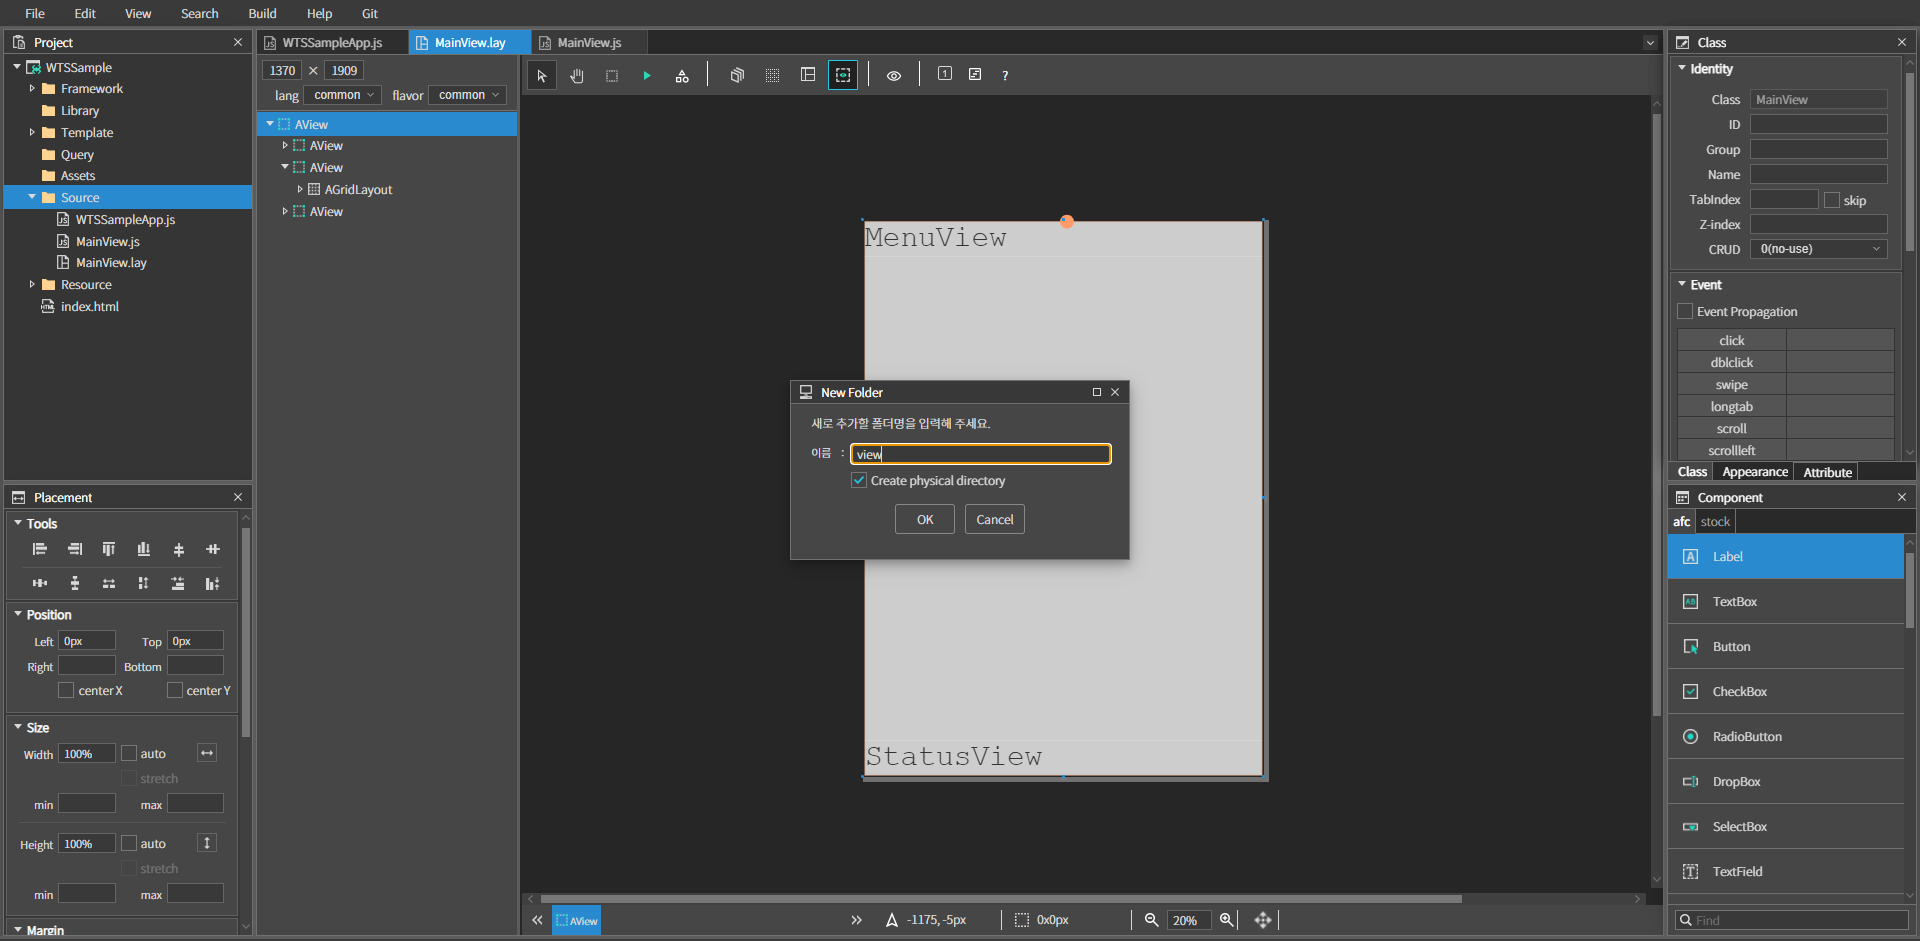 File Edit View Search Build Help Git
Project
WTSSample
Framework
Library
Template
Query
Assets
Source
WTSSampleApp.js
MainView.js
MainView.lay
Resource
index.html
Placement
Tools
Position
Left 0px Top 0px
Right Bottom
center X center Y
Size
Width 100% auto
stretch
min max
Height 100% auto
stretch
min max
Margin
WTSSampleApp.js MainView.lay MainView.js
1370 × 1909
lang common flavor common
AView
AView
AView
AGridLayout
AView
1 ?
MenuView
New Folder
새로 추가할 폴더명을 입력해 주세요.
이름 : view
Create physical directory
OK Cancel
StatusView
AView -1175, -5px 0x0px 20%
Class
Identity
Class MainView
ID
Group
Name
TabIndex skip
Z-index
CRUD 0(no-use)
Event
Event Propagation
click
dblclick
swipe
longtab
scroll
scrollleft
Class Appearance Attribute
Component
afc stock
Label
TextBox
Button
CheckBox
RadioButton
DropBox
SelectBox
TextField
Find